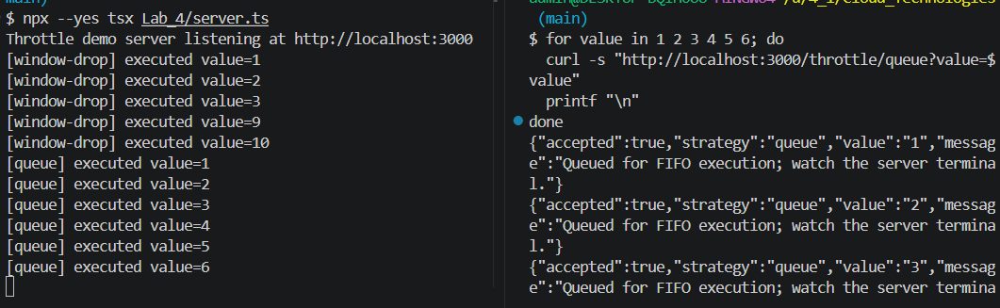 main)
$ npx --yes tsx Lab_4/server.ts
Throttle demo server listening at http://localhost:3000
[window-drop] executed value=1
[window-drop] executed value=2
[window-drop] executed value=3
[window-drop] executed value=9
[window-drop] executed value=10
[queue] executed value=1
[queue] executed value=2
[queue] executed value=3
[queue] executed value=4
[queue] executed value=5
[queue] executed value=6
(main)
$ for value in 1 2 3 4 5 6; do
curl -s "http://localhost:3000/throttle/queue?value=$
value"
printf "\n"
done
{"accepted":true,"strategy":"queue","value":"1","messag
e":"Queued for FIFO execution; watch the server termina
l."}
{"accepted":true,"strategy":"queue","value":"2","messag
e":"Queued for FIFO execution; watch the server termina
l."}
{"accepted":true,"strategy":"queue","value":"3","messag
e":"Queued for FIFO execution; watch the server termina